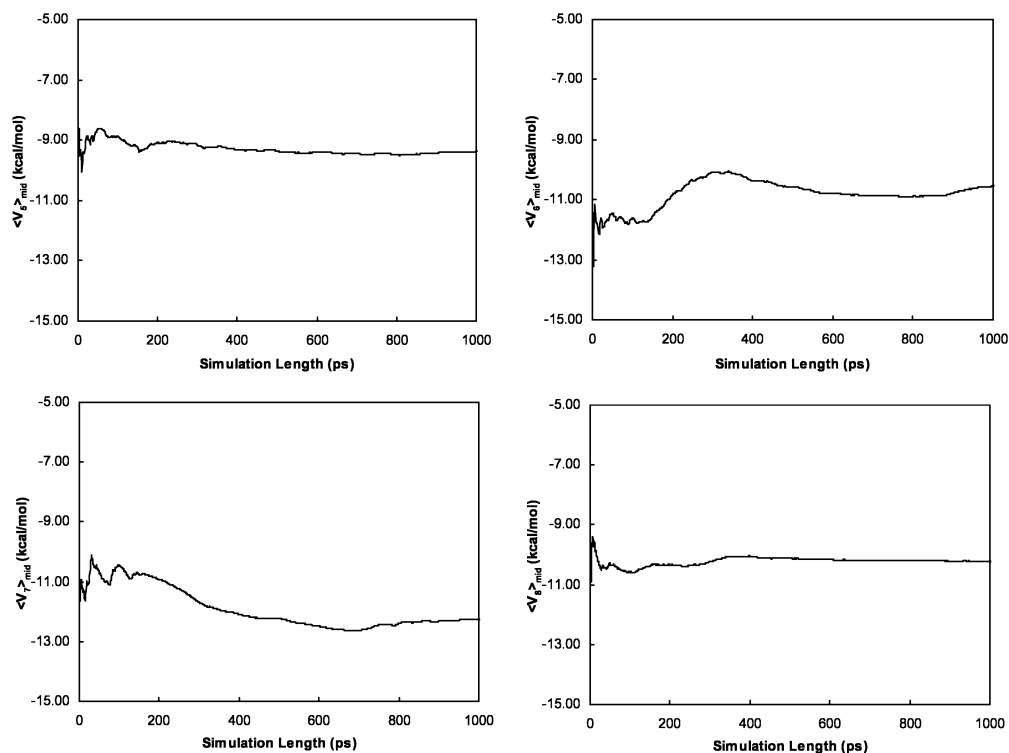 -5.00
-7.00
-9.00
-11.00
-13.00
-15.00
<V5>mid (kcal/mol)
0 200 400 600 800 1000
Simulation Length (ps)
-5.00
-7.00
-9.00
-11.00
-13.00
-15.00
<V6>mid (kcal/mol)
0 200 400 600 800 1000
Simulation Length (ps)
-5.00
-7.00
-9.00
-11.00
-13.00
-15.00
<V7>mid (kcal/mol)
0 200 400 600 800 1000
Simulation Length (ps)
-5.00
-7.00
-9.00
-11.00
-13.00
-15.00
<V8>mid (kcal/mol)
0 200 400 600 800 1000
Simulation Length (ps)